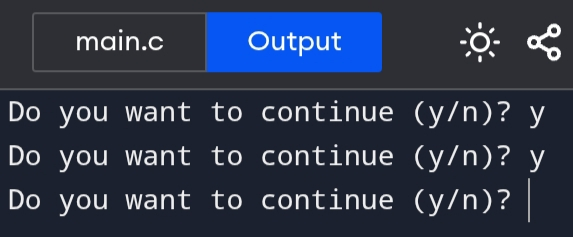 main.c Output
Do you want to continue (y/n)? y
Do you want to continue (y/n)? y
Do you want to continue (y/n)?